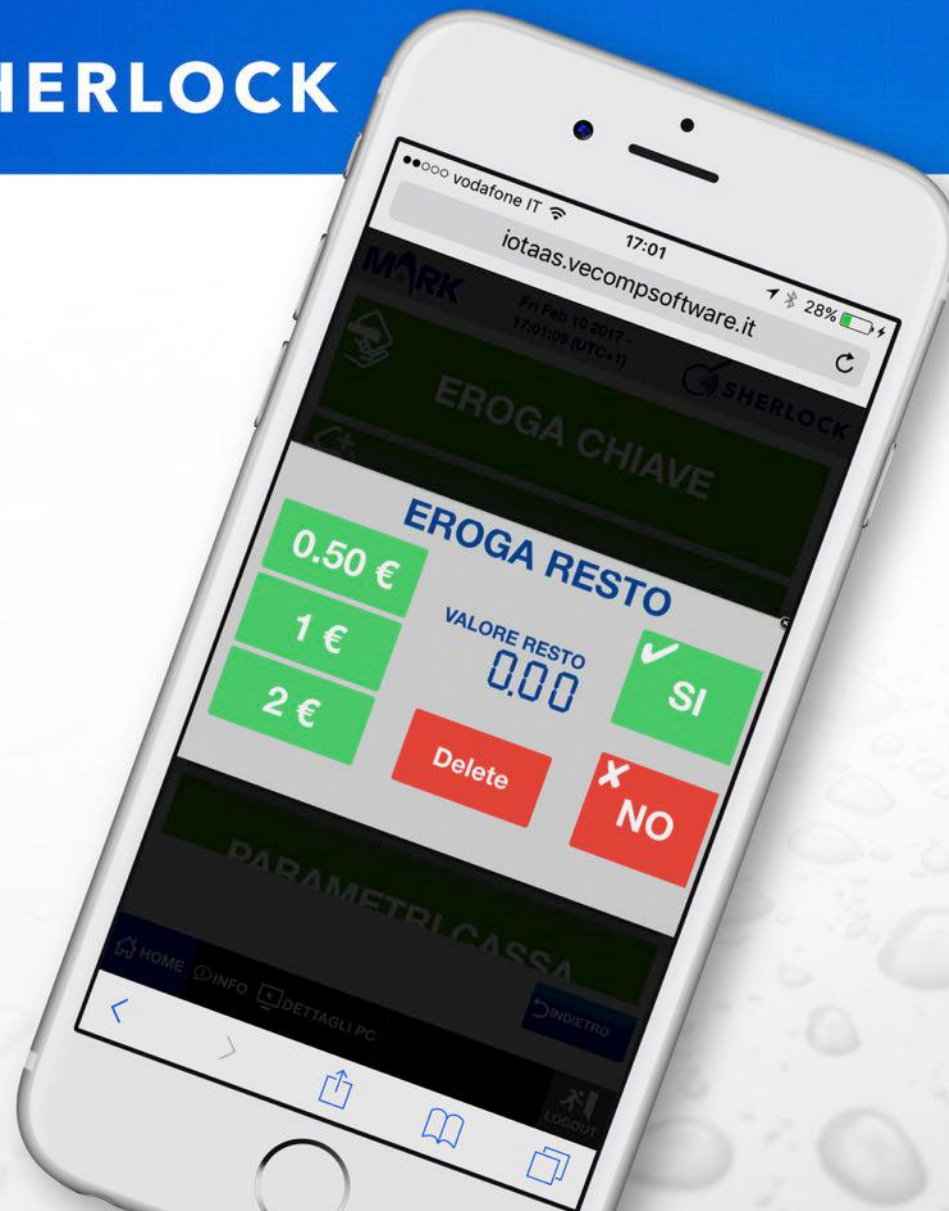 HERLOCK
vodafone IT 17:01 28%
iotaas.vecompsoftware.it
MARK
Fri Feb 10 2017 -
17:01:09 (UTC+1)
SHERLOCK
EROGA CHIAVE
EROGA RESTO
0.50 €
1 €
2 €
VALORE RESTO
0.00
Delete
SI
NO
PARAMETRI CASSA
HOME INFO DETTAGLI PC INDIETRO
LOGOUT